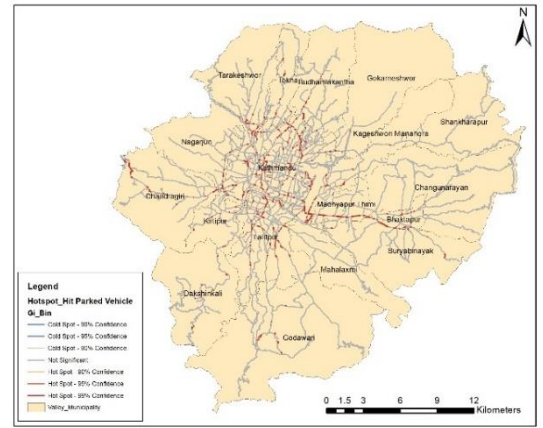 N
Tarakeshwor
Tokha
Budhanilkantha
Gokarneshwor
Shankharapur
Kageshwori Manahora
Nagarjun
Kathmandu
Changunarayan
Chandragiri
Madhyapur Thimi
Bhaktapur
Kirtipur
Lalitpur
Suryabinayak
Mahalaxmi
Dakshinkali
Godawari
Legend
Hotspot_Hit Parked Vehicle
Gi_Bin
Cold Spot - 99% Confidence
Cold Spot - 95% Confidence
Cold Spot - 90% Confidence
Not Significant
Hot Spot - 90% Confidence
Hot Spot - 95% Confidence
Hot Spot - 99% Confidence
Valley_Municipality
0 1.5 3 6 9 12
Kilometers